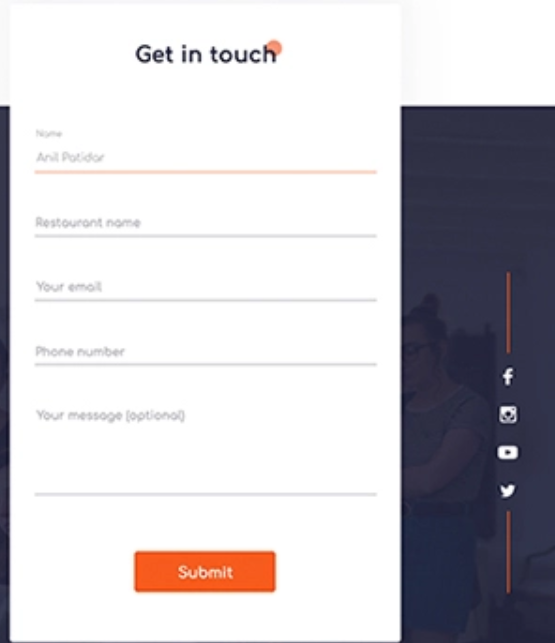 Get in touch
Name
Anil Patidar
Restaurant name
Your email
Phone number
Your message (optional)
Submit